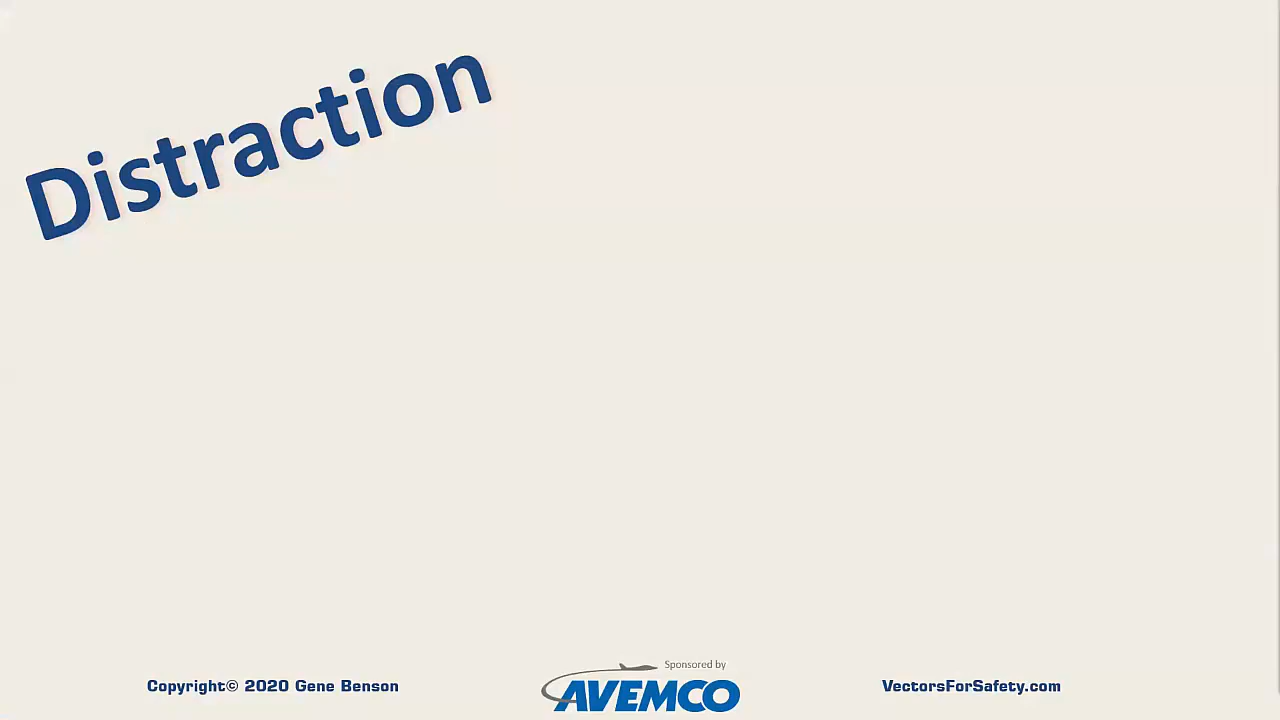 Distraction
Sponsored by
AVEMCO
Copyright© 2020 Gene Benson
VectorsForSafety.com